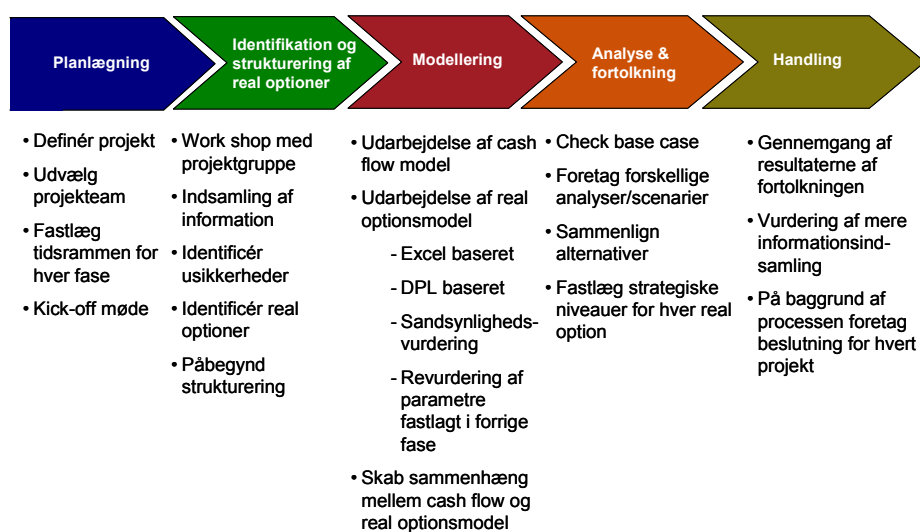 Planlægning
Identifikation og
strukturering af
real optioner
Modellering
Analyse &
fortolkning
Handling
• Definér projekt
• Udvælg
projekteam
• Fastlæg
tidsrammen for
hver fase
• Kick-off møde
• Work shop med
projektgruppe
• Indsamling af
information
• Identificér
usikkerheder
• Identificér real
optioner
• Påbegynd
strukturering
• Udarbejdelse af cash
flow model
• Udarbejdelse af real
optionsmodel
- Excel baseret
- DPL baseret
- Sandsynligheds-
vurdering
- Revurdering af
parametre
fastlagt i forrige
fase
• Skab sammenhæng
mellem cash flow og
real optionsmodel
• Check base case
• Foretag forskellige
analyser/scenarier
• Sammenlign
alternativer
• Fastlæg strategiske
niveauer for hver real
option
• Gennemgang af
resultaterne af
fortolkningen
• Vurdering af mere
informationsind-
samling
• På baggrund af
processen foretag
beslutning for hvert
projekt